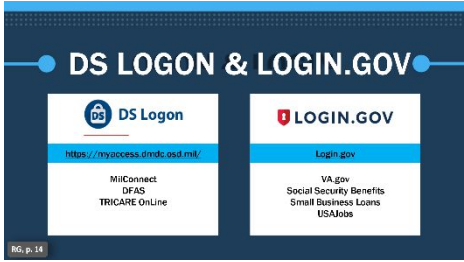 DS LOGON & LOGIN.GOV
DS
DS Logon
https://myaccess.dmdc.osd.mil/
MilConnect
DFAS
TRICARE OnLine
LOGIN.GOV
Login.gov
VA.gov
Social Security Benefits
Small Business Loans
USAJobs
RG, p. 14